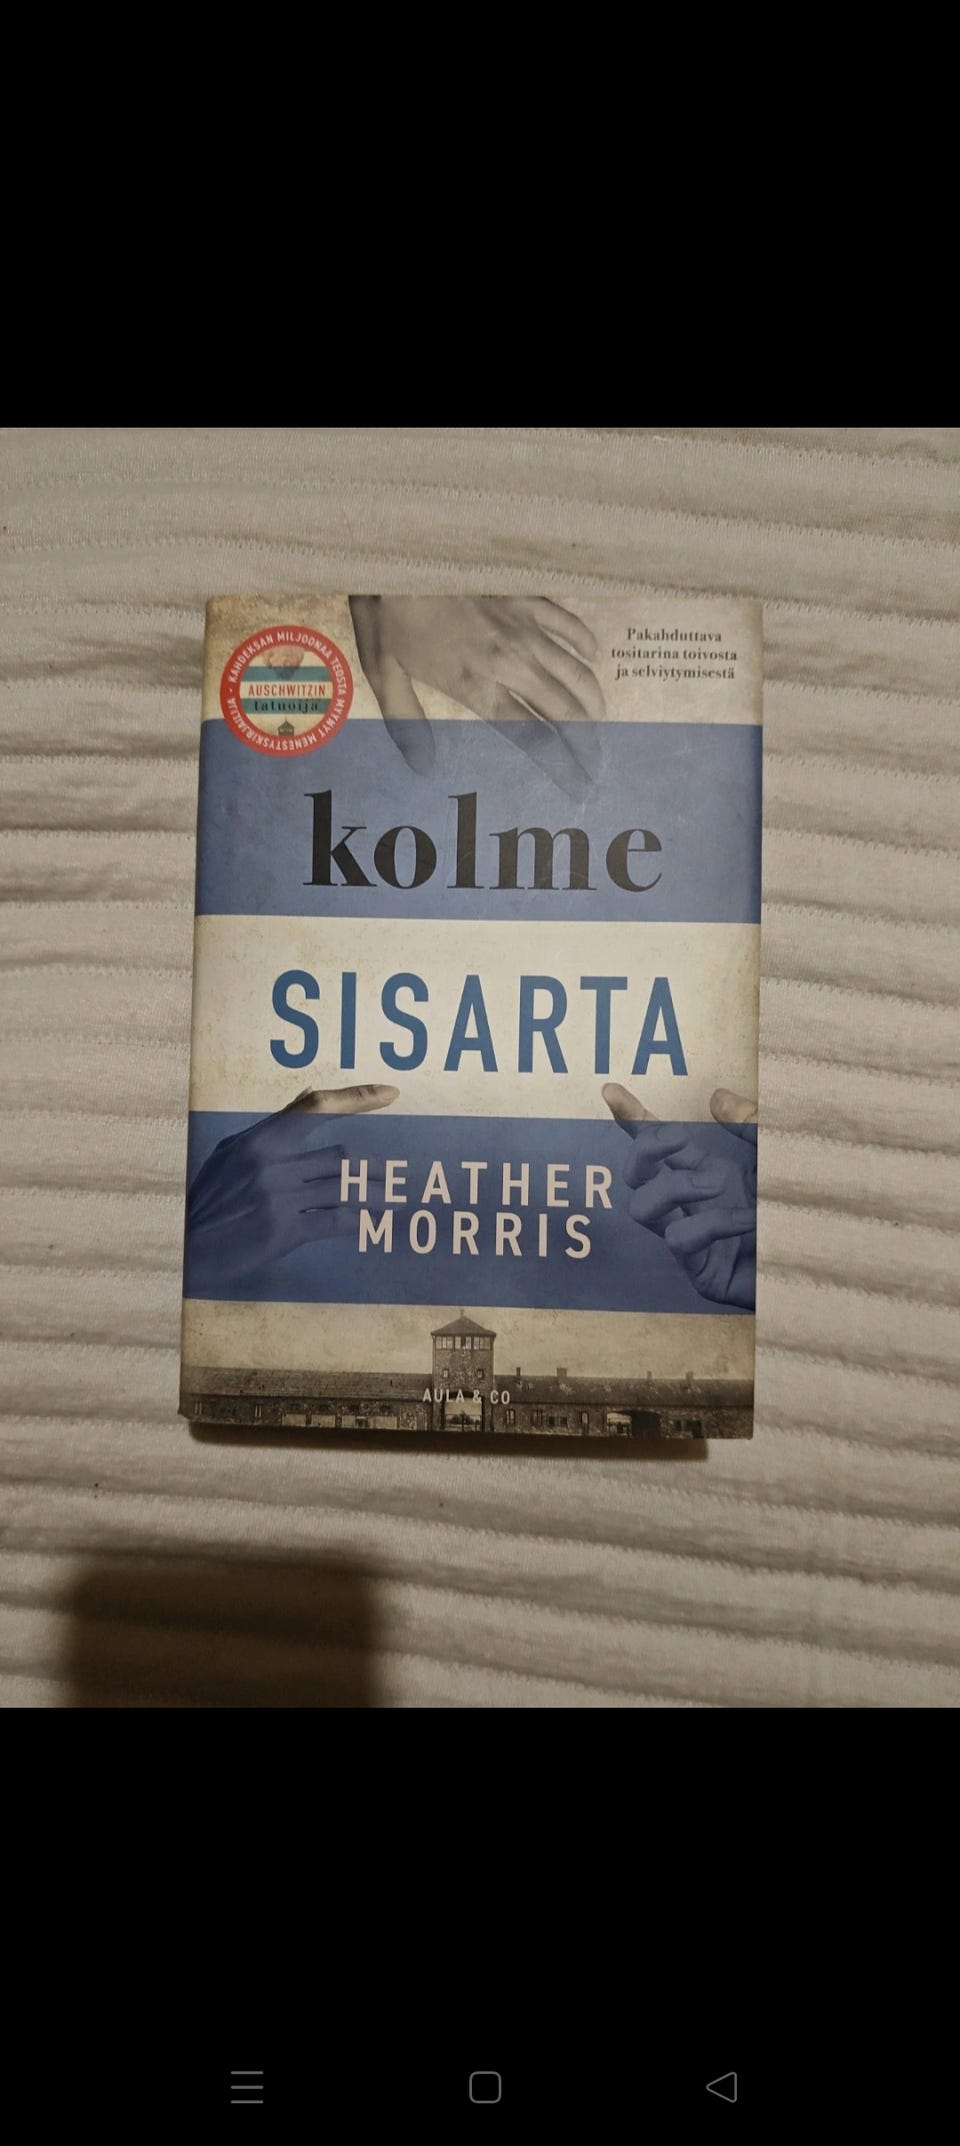 KAHDEKSAN MILJOONAA TEOSTA MYYNYT MENESTYSKIRJAILIJA •
AUSCHWITZIN
tatuoija
Pakahduttava
tositarina toivosta
ja selviytymisestä
kolme
SISARTA
HEATHER
MORRIS
AULA & CO